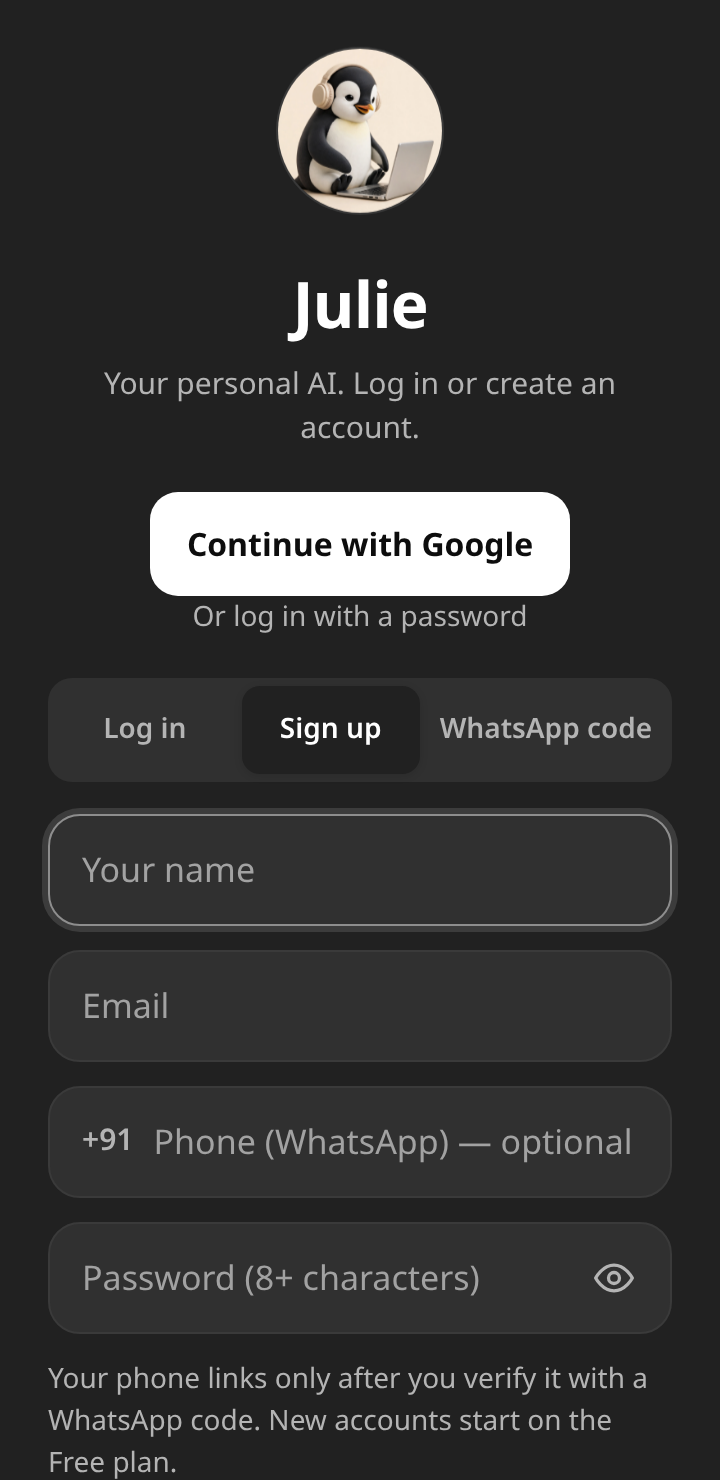 Julie
Your personal AI. Log in or create an
account.
Continue with Google
Or log in with a password
Log in
Sign up
WhatsApp code
Your name
Email
+91 Phone (WhatsApp) — optional
Password (8+ characters)
Your phone links only after you verify it with a
WhatsApp code. New accounts start on the
Free plan.